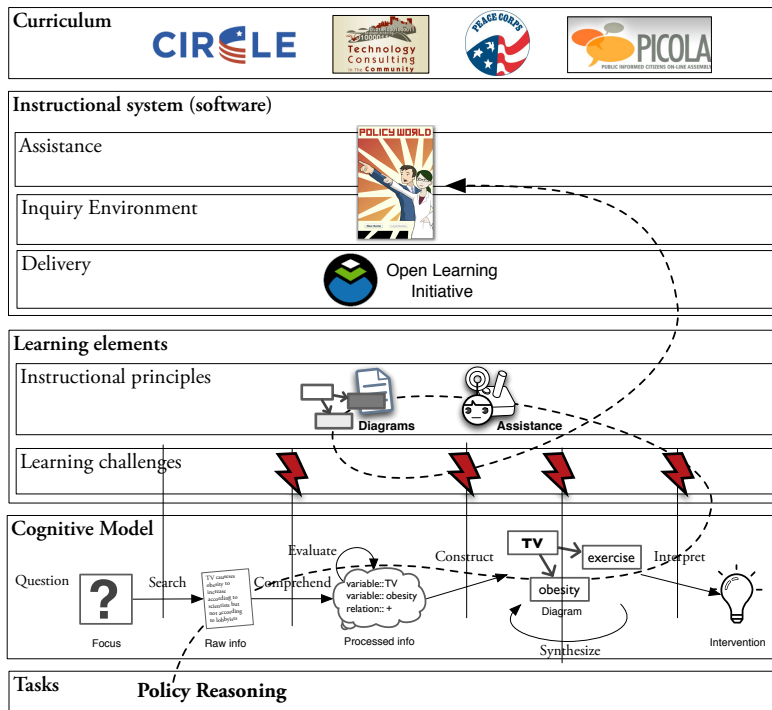 Curriculum
CIRCLE
01010100100001
01000011
Technology
Consulting
In The Community
PEACE CORPS
PICOLA
PUBLIC INFORMED CITIZENS ON-LINE ASSEMBLY
Instructional system (software)
Assistance
POLICY WORLD
Inquiry Environment
Delivery
Open Learning
Initiative
Learning elements
Instructional principles
Diagrams
Assistance
Learning challenges
Cognitive Model
Evaluate
Construct
Interpret
Question
Search
Comprehend
?
TV causes
obesity to
increase
according to
scientists but
not according
to lobbyists
variable::TV
variable:: obesity
relation:: +
TV
exercise
obesity
Diagram
Focus
Raw info
Processed info
Synthesize
Intervention
Tasks
Policy Reasoning